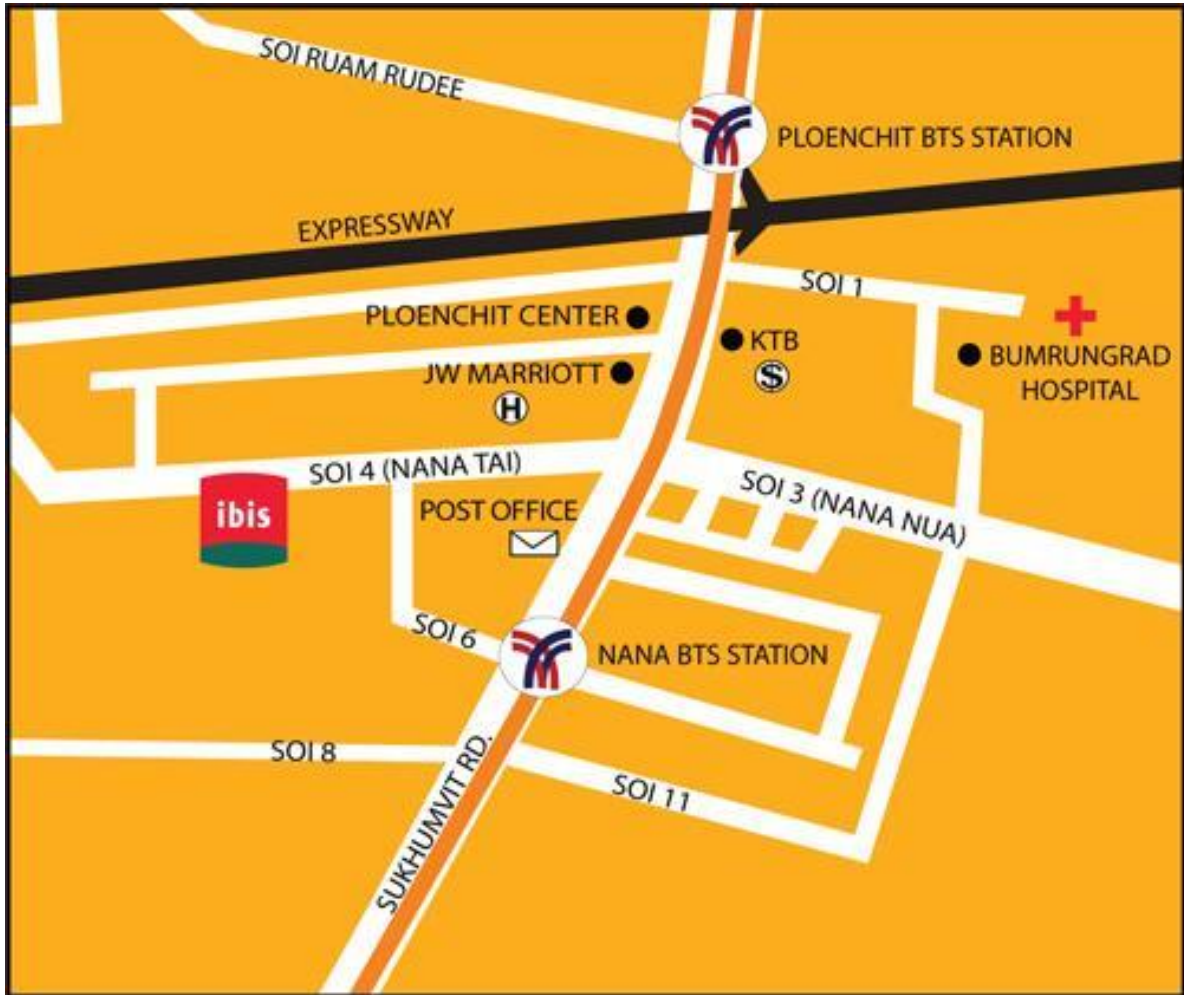 SOI RUAM RUDEE
PLOENCHIT BTS STATION
EXPRESSWAY
SOI 1
PLOENCHIT CENTER
KTB
S
BUMRUNGRAD
HOSPITAL
JW MARRIOTT
H
SOI 4 (NANA TAI)
SOI 3 (NANA NUA)
ibis
POST OFFICE
SOI 6
NANA BTS STATION
SOI 8
SUKHUMVIT RD.
SOI 11